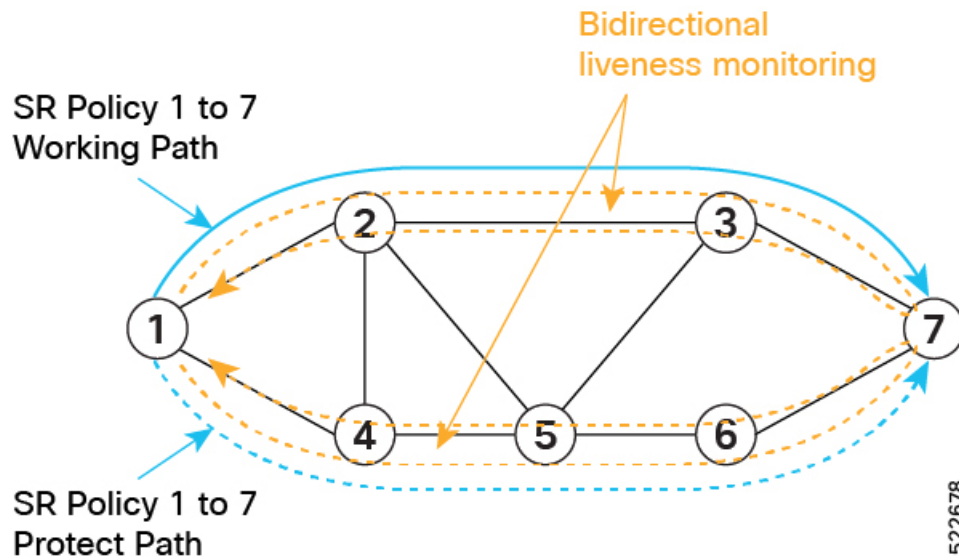 Bidirectional
liveness monitoring
SR Policy 1 to 7
Working Path
2
3
1
7
4
5
6
SR Policy 1 to 7
Protect Path
522678